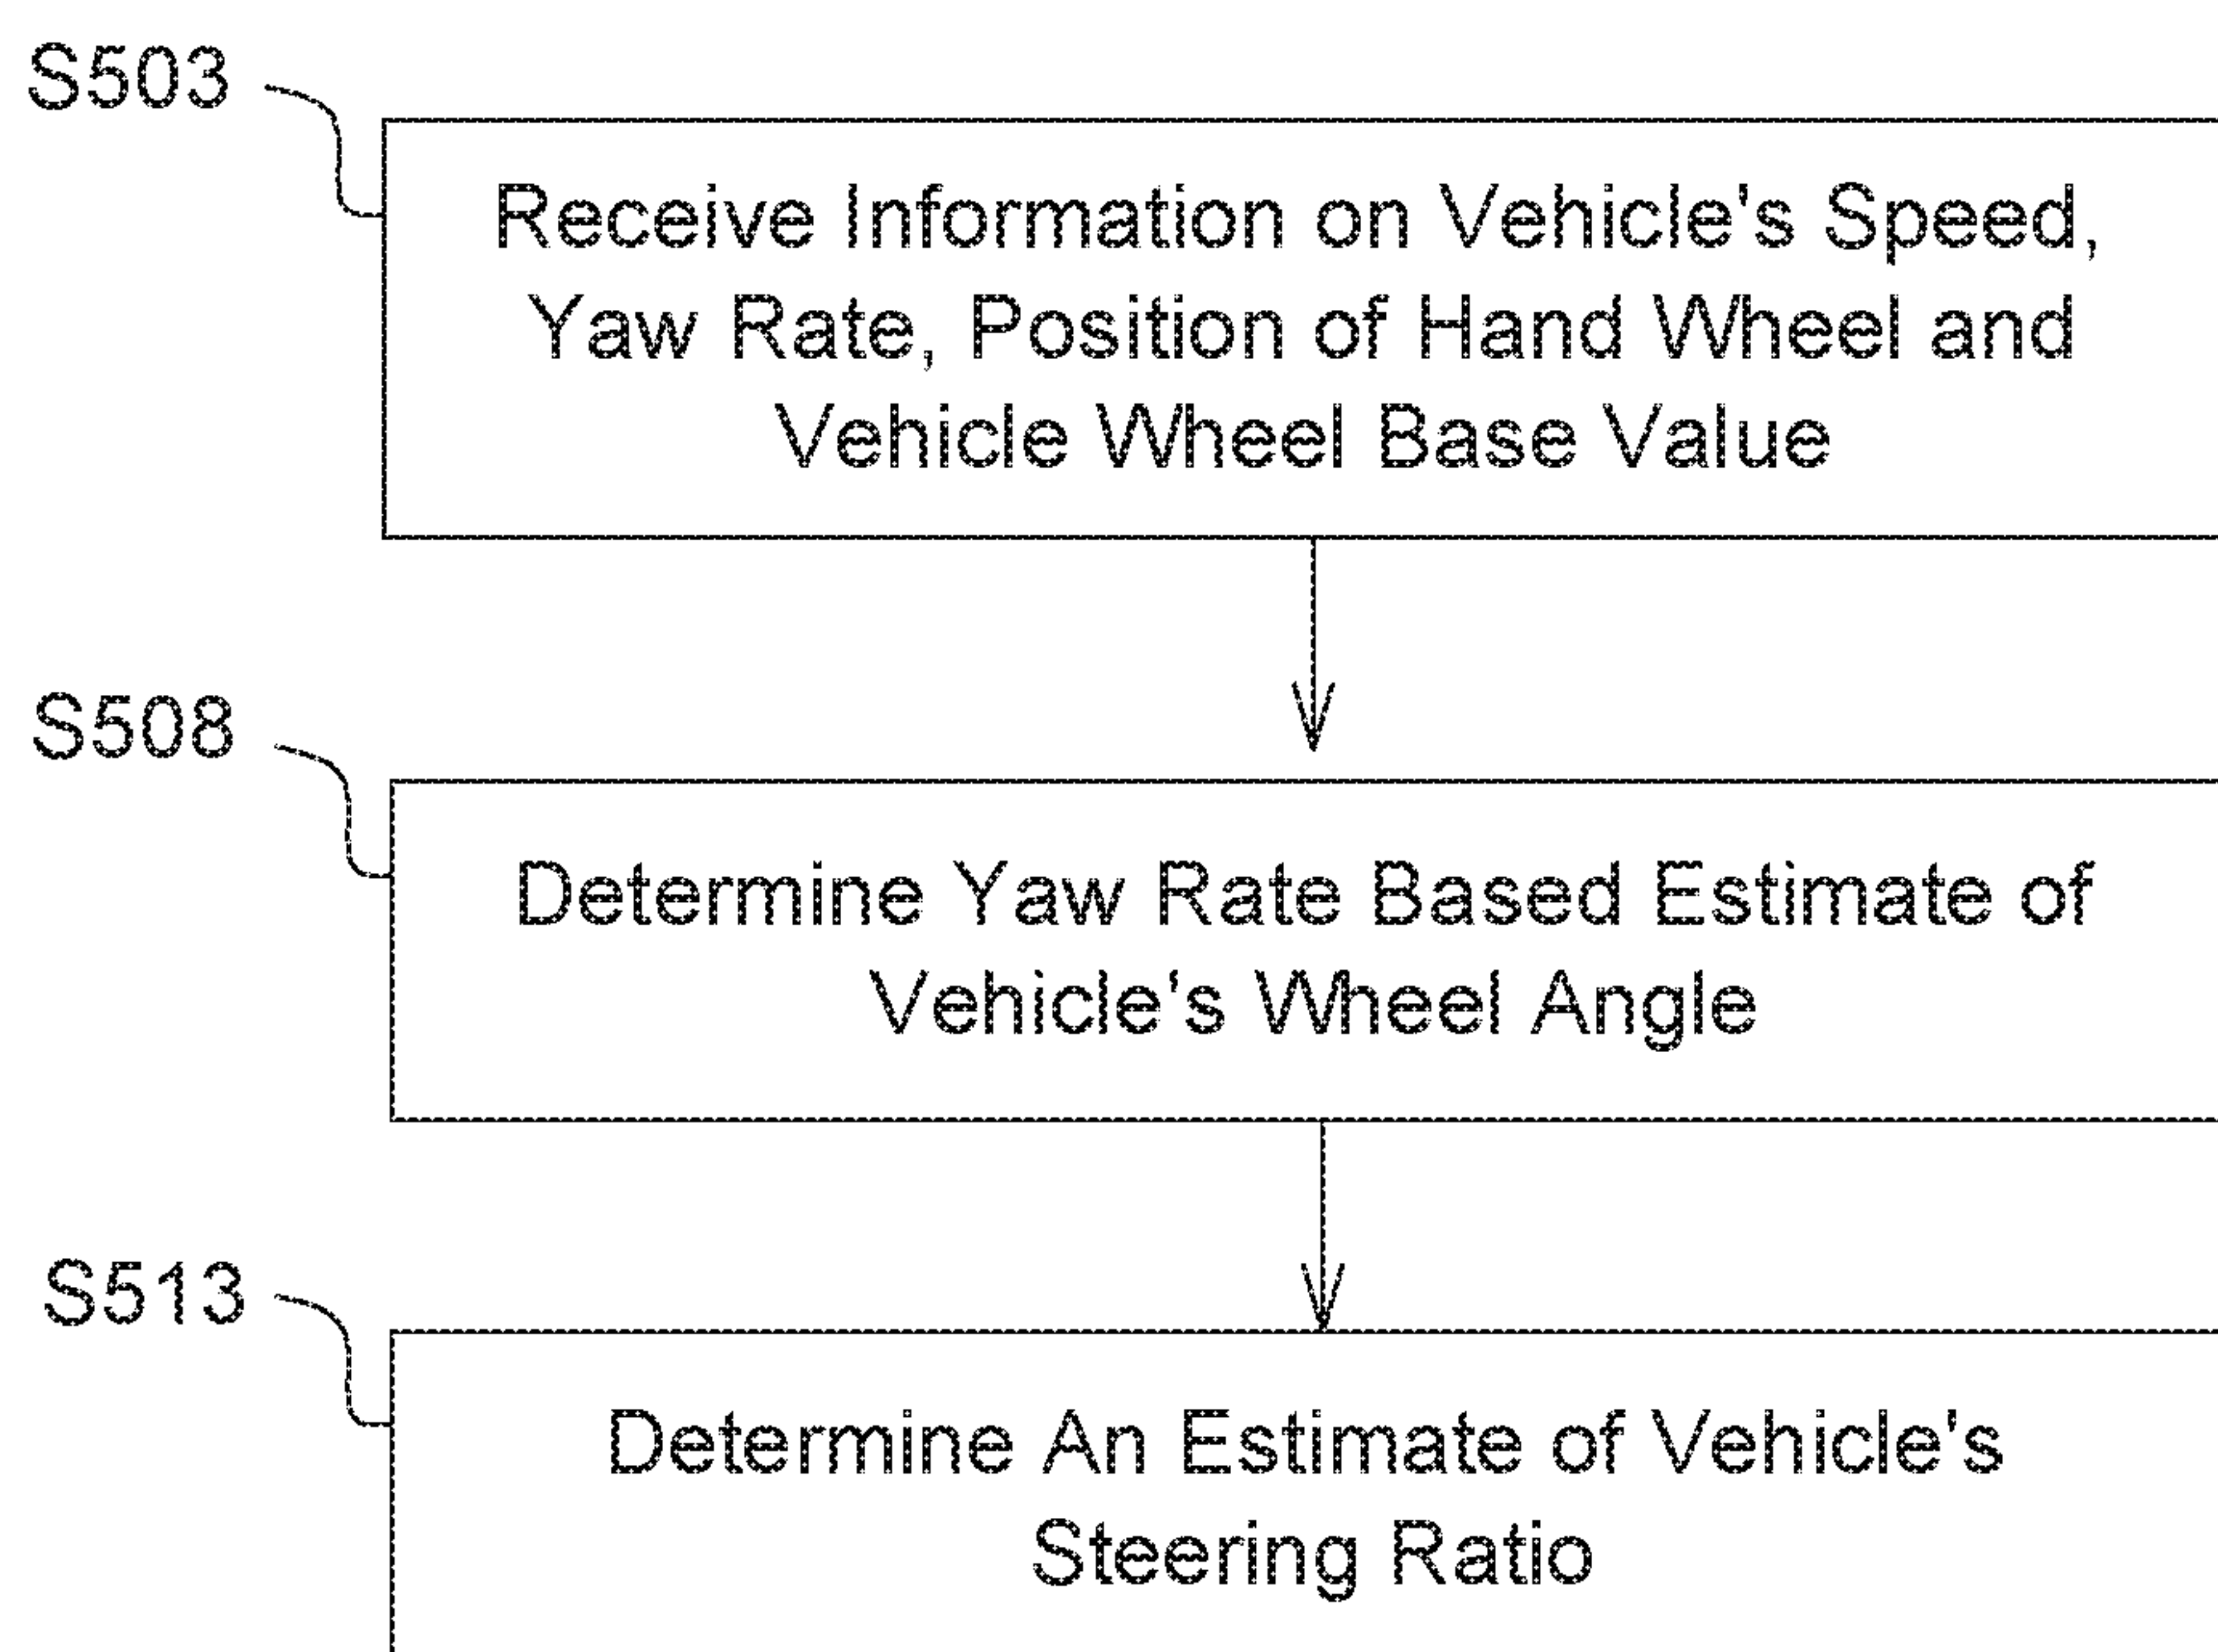 S503
Receive Information on Vehicle's Speed,
Yaw Rate, Position of Hand Wheel and
Vehicle Wheel Base Value
S508
Determine Yaw Rate Based Estimate of
Vehicle's Wheel Angle
S513
Determine An Estimate of Vehicle's
Steering Ratio